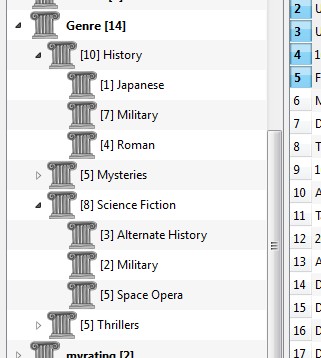 Genre [14]
[10] History
[1] Japanese
[7] Military
[4] Roman
[5] Mysteries
[8] Science Fiction
[3] Alternate History
[2] Military
[5] Space Opera
[5] Thrillers
myrating [2]
2 U
3 U
4 1
5 F
6 M
7 D
8 T
9 1
10 A
11 T
12 2
13 A
14 D
15 D
16 D
17 D